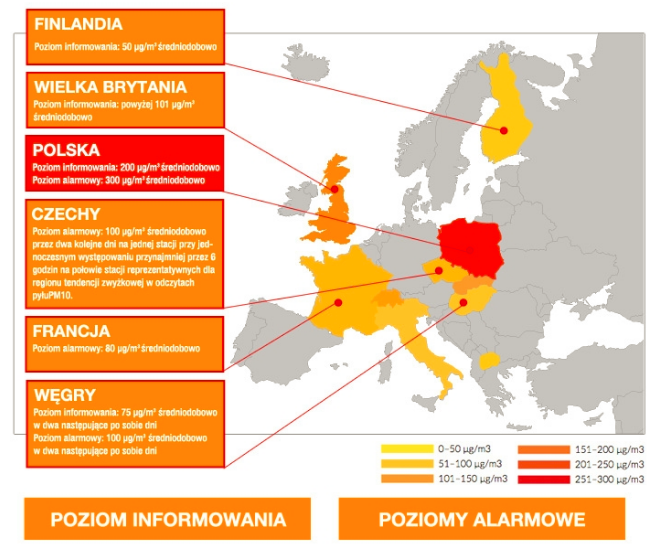 FINLANDIA
Poziom informowania: 50 µg/m³ średniodobowo
WIELKA BRYTANIA
Poziom informowania: powyżej 101 µg/m³
średniodobowo
POLSKA
Poziom informowania: 200 µg/m³ średniodobowo
Poziom alarmowy: 300 µg/m³ średniodobowo
CZECHY
Poziom alarmowy: 100 µg/m³ średniodobowo
przez dwa kolejne dni na jednej stacji przy jed-
noczesnym występowaniu przynajmniej przez 6
godzin na połowie stacji reprezentatywnych dla
regionu tendencji zwyżkowej w odczytach
pyłuPM10.
FRANCJA
Poziom alarmowy: 80 µg/m³ średniodobowo
WĘGRY
Poziom informowania: 75 µg/m³ średniodobowo
w dwa następujące po sobie dni
Poziom alarmowy: 100 µg/m³ średniodobowo
w dwa następujące po sobie dni
0–50 µg/m3
51–100 µg/m3
101–150 µg/m3
151–200 µg/m3
201–250 µg/m3
251–300 µg/m3
POZIOM INFORMOWANIA
POZIOMY ALARMOWE